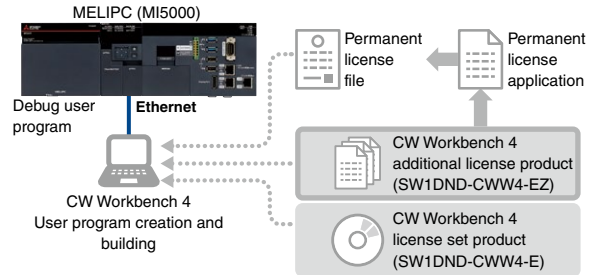 MELIPC (MI5000)
Debug user
program
Ethernet
CW Workbench 4
User program creation and
building
Permanent
license
file
Permanent
license
application
CW Workbench 4
additional license product
(SW1DND-CWW4-EZ)
CW Workbench 4
license set product
(SW1DND-CWW4-E)